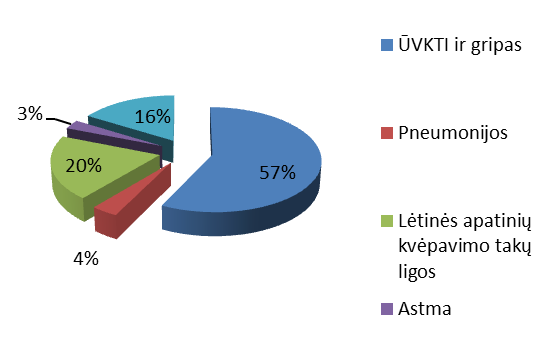 ŪVKTI ir gripas
3%
16%
Pneumonijos
20%
57%
Lėtinės apatinių
kvėpavimo takų
ligos
4%
Astma